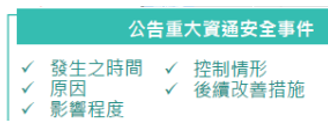 公告重大資通安全事件
✓ 發生之時間 ✓ 控制情形
✓ 原因 ✓ 後續改善措施
✓ 影響程度